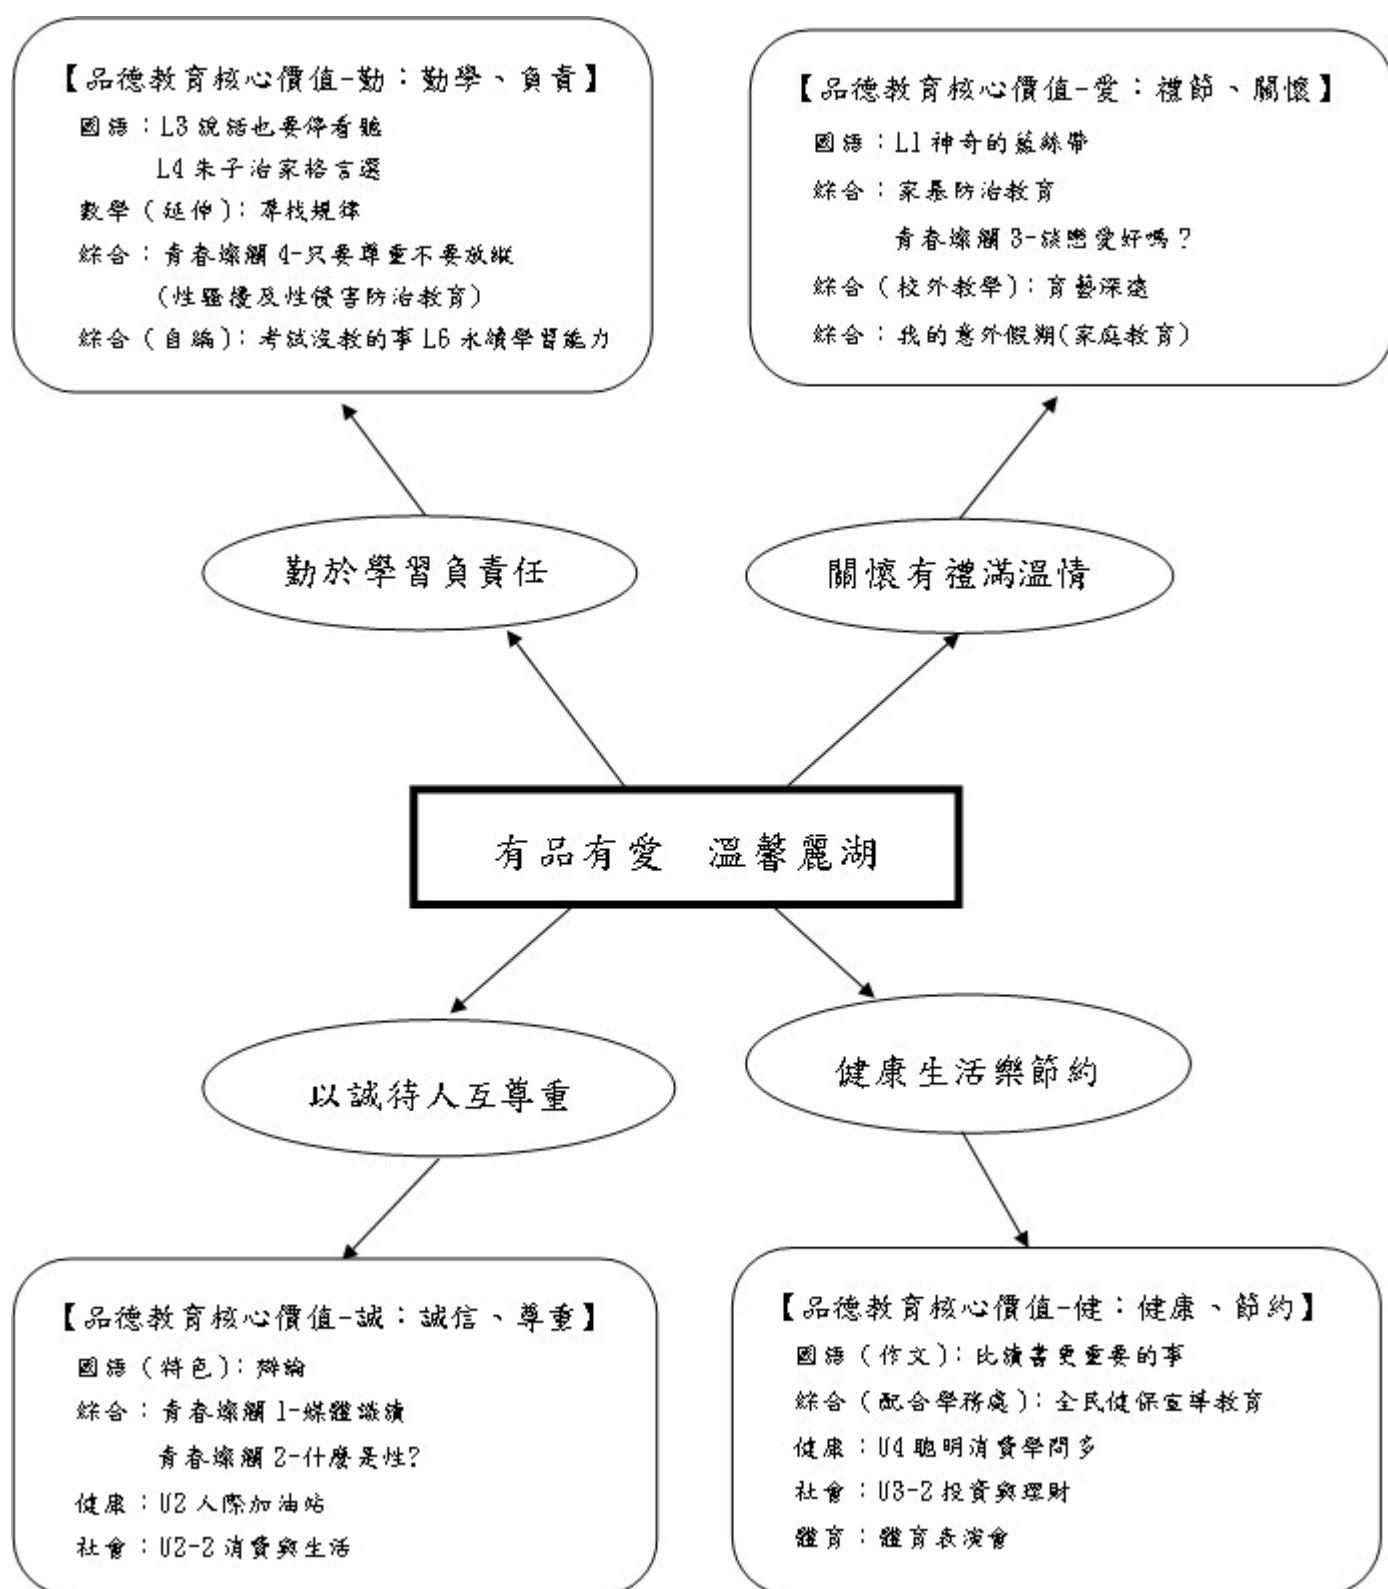 【品德教育核心價值-勤：勤學、負責】
國語：L3 說話也要停看聽
L4 朱子治家格言選
數學（延伸）：尋找規律
綜合：青春燦爛 4-只要尊重不要放縱
(性騷擾及性侵害防治教育)
綜合（自編）：考試沒教的事 L6 永續學習能力
【品德教育核心價值-愛：禮節、關懷】
國語：L1 神奇的藍絲帶
綜合：家暴防治教育
青春燦爛 3-談戀愛好嗎？
綜合（校外教學）：育藝深遠
綜合：我的意外假期(家庭教育)
勤於學習負責任
關懷有禮滿溫情
有品有愛 溫馨麗湖
以誠待人互尊重
健康生活樂節約
【品德教育核心價值-誠：誠信、尊重】
國語（特色）：辯論
綜合：青春燦爛 1-媒體識讀
青春燦爛 2-什麼是性?
健康：U2 人際加油站
社會：U2-2 消費與生活
【品德教育核心價值-健：健康、節約】
國語（作文）：比讀書更重要的事
綜合（配合學務處）：全民健保宣導教育
健康：U4 聰明消費學問多
社會：U3-2 投資與理財
體育：體育表演會